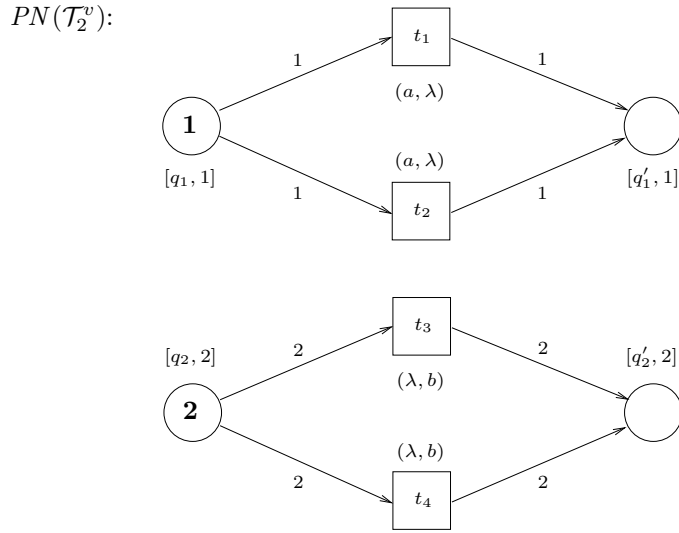 PN(𝒯₂ᵛ):
t₁
1 1
(a, λ)
1
(a, λ)
[q₁, 1] [q′₁, 1]
1 1
t₂
t₃
[q₂, 2] 2 2 [q′₂, 2]
(λ, b)
2
(λ, b)
2 2
t₄